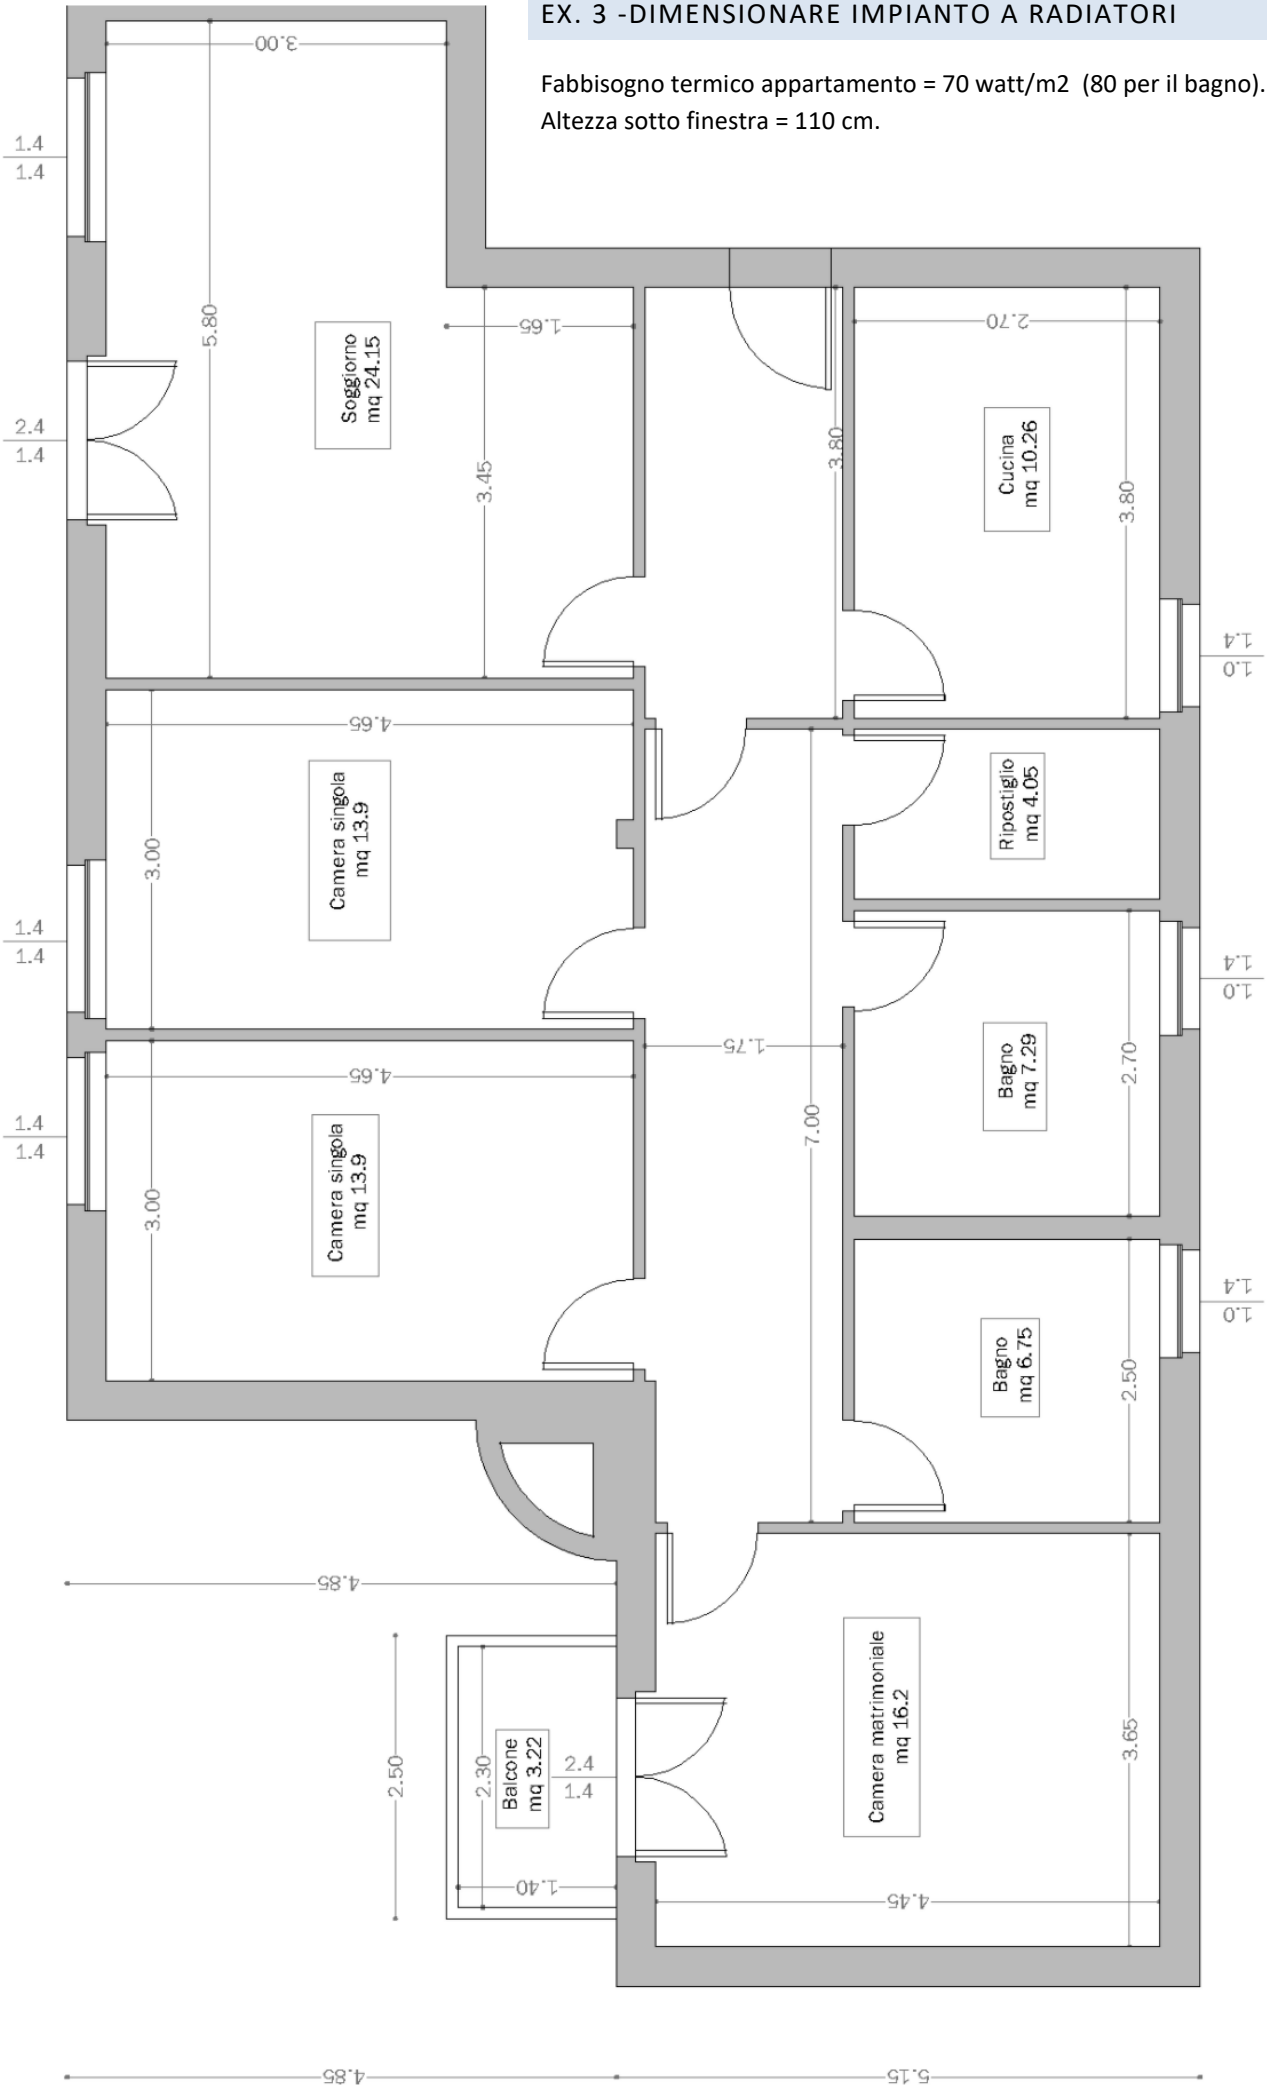 EX. 3 -DIMENSIONARE IMPIANTO A RADIATORI
Fabbisogno termico appartamento = 70 watt/m2  (80 per il bagno).
Altezza sotto finestra = 110 cm.
3.00
1.4
1.4
5.80
1.65
2.70
Soggiorno
mq 24.15
2.4
1.4
3.45
3.80
Cucina
mq 10.26
3.80
1.4
1.0
4.65
Camera singola
mq 13.9
3.00
Ripostiglio
mq 4.05
1.4
1.4
1.4
1.0
1.75
Bagno
mq 7.29
2.70
4.65
7.00
1.4
1.4
Camera singola
mq 13.9
3.00
1.4
1.0
Bagno
mq 6.75
2.50
4.85
Camera matrimoniale
mq 16.2
3.65
2.50
2.30
Balcone
mq 3.22
2.4
1.4
1.40
4.45
4.85
5.15